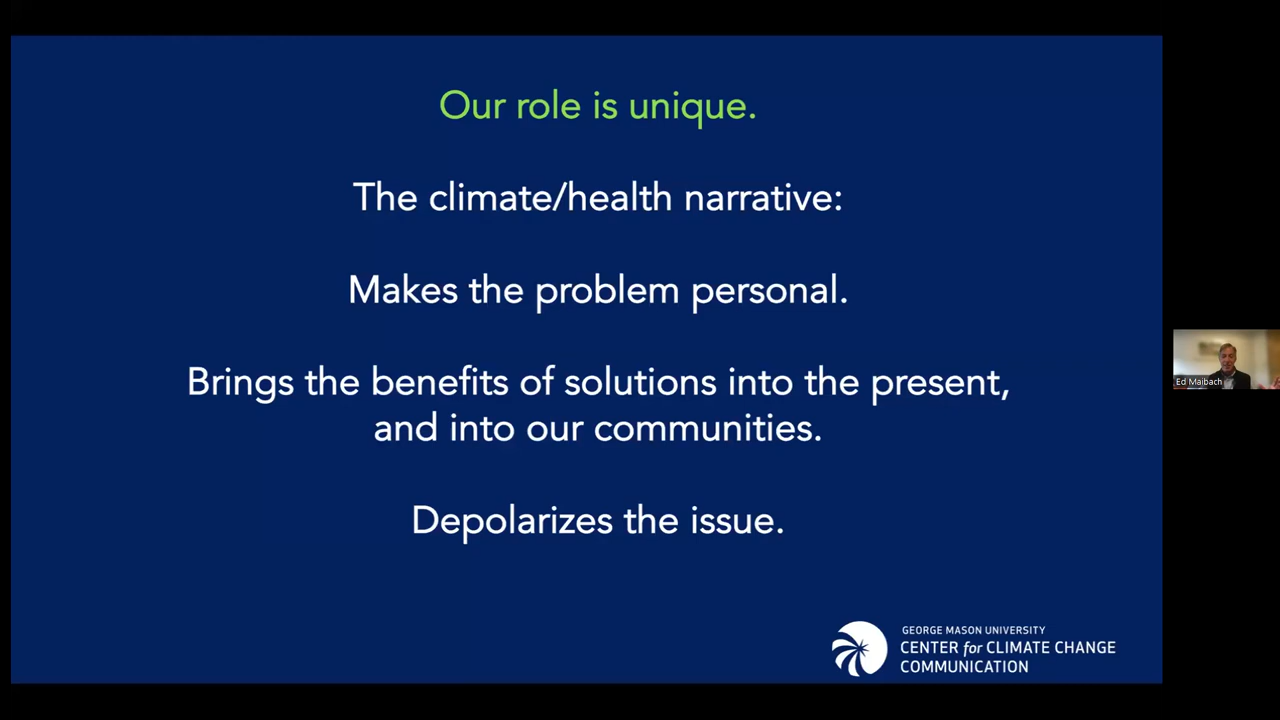 Our role is unique.
The climate/health narrative:
Makes the problem personal.
Brings the benefits of solutions into the present,
and into our communities.
Depolarizes the issue.
Ed Maibach
GEORGE MASON UNIVERSITY
CENTER for CLIMATE CHANGE
COMMUNICATION